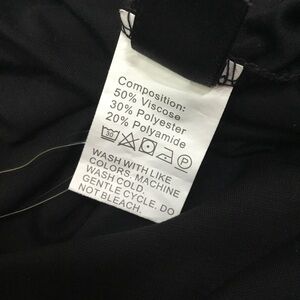 Composition:
50% Viscose
30% Polyester
20% Polyamide
30 P
WASH WITH LIKE
COLORS, MACHINE
WASH COLD,
GENTLE CYCLE. DO
NOT BLEACH.